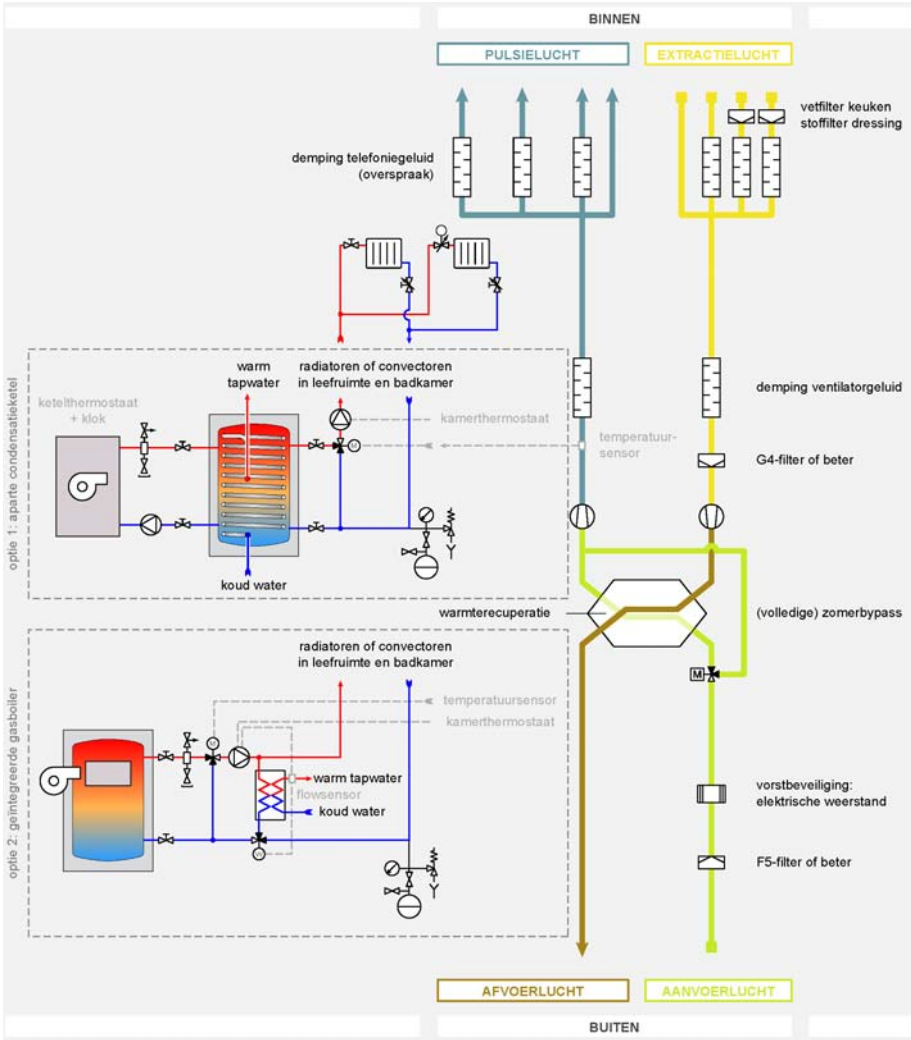 BINNEN
PULSIELUCHT
EXTRACTIELUCHT
vetfilter keuken
stoffilter dressing
demping telefoniegeluid
(overspraak)
optie 1: aparte condensatieketel
warm
tapwater
radiatoren of convectoren
in leefruimte en badkamer
demping ventilatorgeluid
ketelthermostaat
+ klok
kamerthermostaat
M
temperatuur-
sensor
G4-filter of beter
koud water
warmterecuperatie
(volledige) zomerbypass
M
optie 2: geïntegreerde gasboiler
radiatoren of convectoren
in leefruimte en badkamer
temperatuursensor
kamerthermostaat
M
warm tapwater
flowsensor
koud water
vorstbeveiliging:
elektrische weerstand
F5-filter of beter
AFVOERLUCHT
AANVOERLUCHT
BUITEN